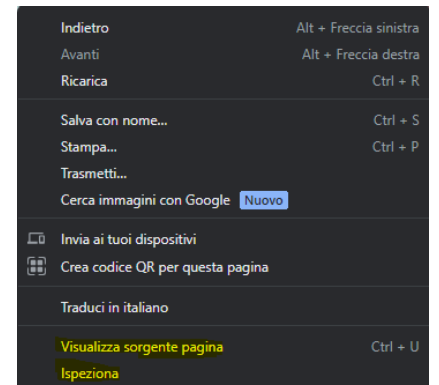 Indietro Alt + Freccia sinistra
Avanti Alt + Freccia destra
Ricarica Ctrl + R
Salva con nome... Ctrl + S
Stampa... Ctrl + P
Trasmetti...
Cerca immagini con Google Nuovo
Invia ai tuoi dispositivi
Crea codice QR per questa pagina
Traduci in italiano
Visualizza sorgente pagina Ctrl + U
Ispeziona